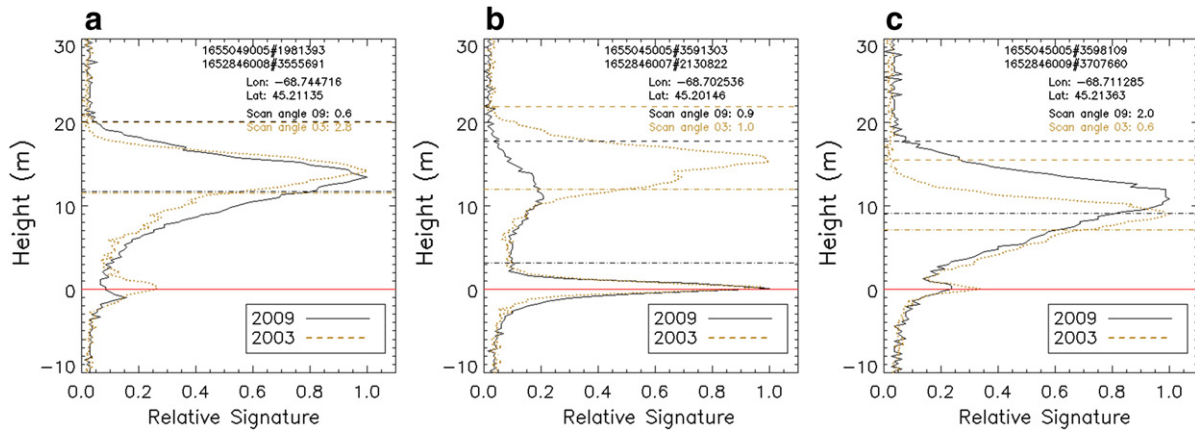 a
1655049005#1981393
1652846008#3555691
Lon: −68.744716
Lat: 45.21135
Scan angle 09: 0.6
Scan angle 03: 2.8
30
20
10
0
−10
Height (m)
2009
2003
0.0 0.2 0.4 0.6 0.8 1.0
Relative Signature
b
1655045005#3591303
1652846007#2130822
Lon: −68.702536
Lat: 45.20146
Scan angle 09: 0.9
Scan angle 03: 1.0
30
20
10
0
−10
Height (m)
2009
2003
0.0 0.2 0.4 0.6 0.8 1.0
Relative Signature
c
1655045005#3598109
1652846009#3707660
Lon: −68.711285
Lat: 45.21363
Scan angle 09: 2.0
Scan angle 03: 0.6
30
20
10
0
−10
Height (m)
2009
2003
0.0 0.2 0.4 0.6 0.8 1.0
Relative Signature